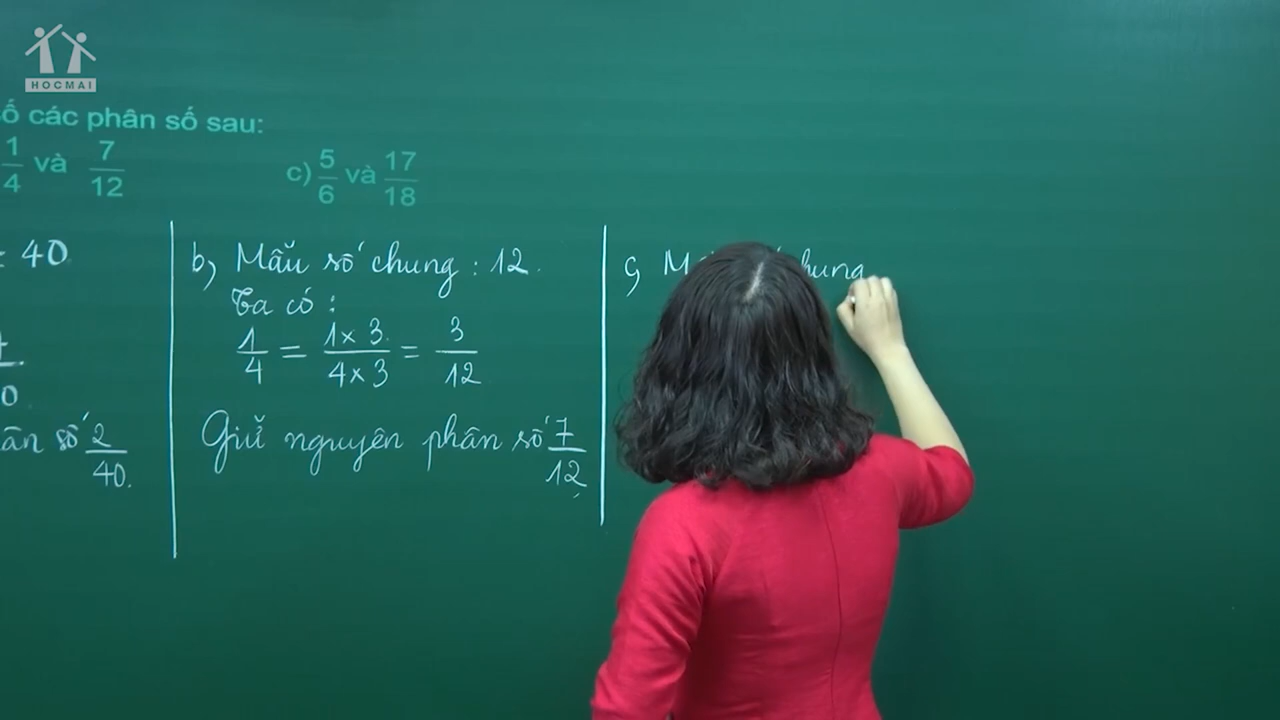 HOCMAI
số các phân số sau:
1/4 và 7/12
c) 5/6 và 17/18
: 40
0
ân số 2/40.
b, Mẫu số chung : 12.
Ta có :
1/4 = 1 x 3/4 x 3 = 3/12
Giữ nguyên phân số 7/12
c, chung